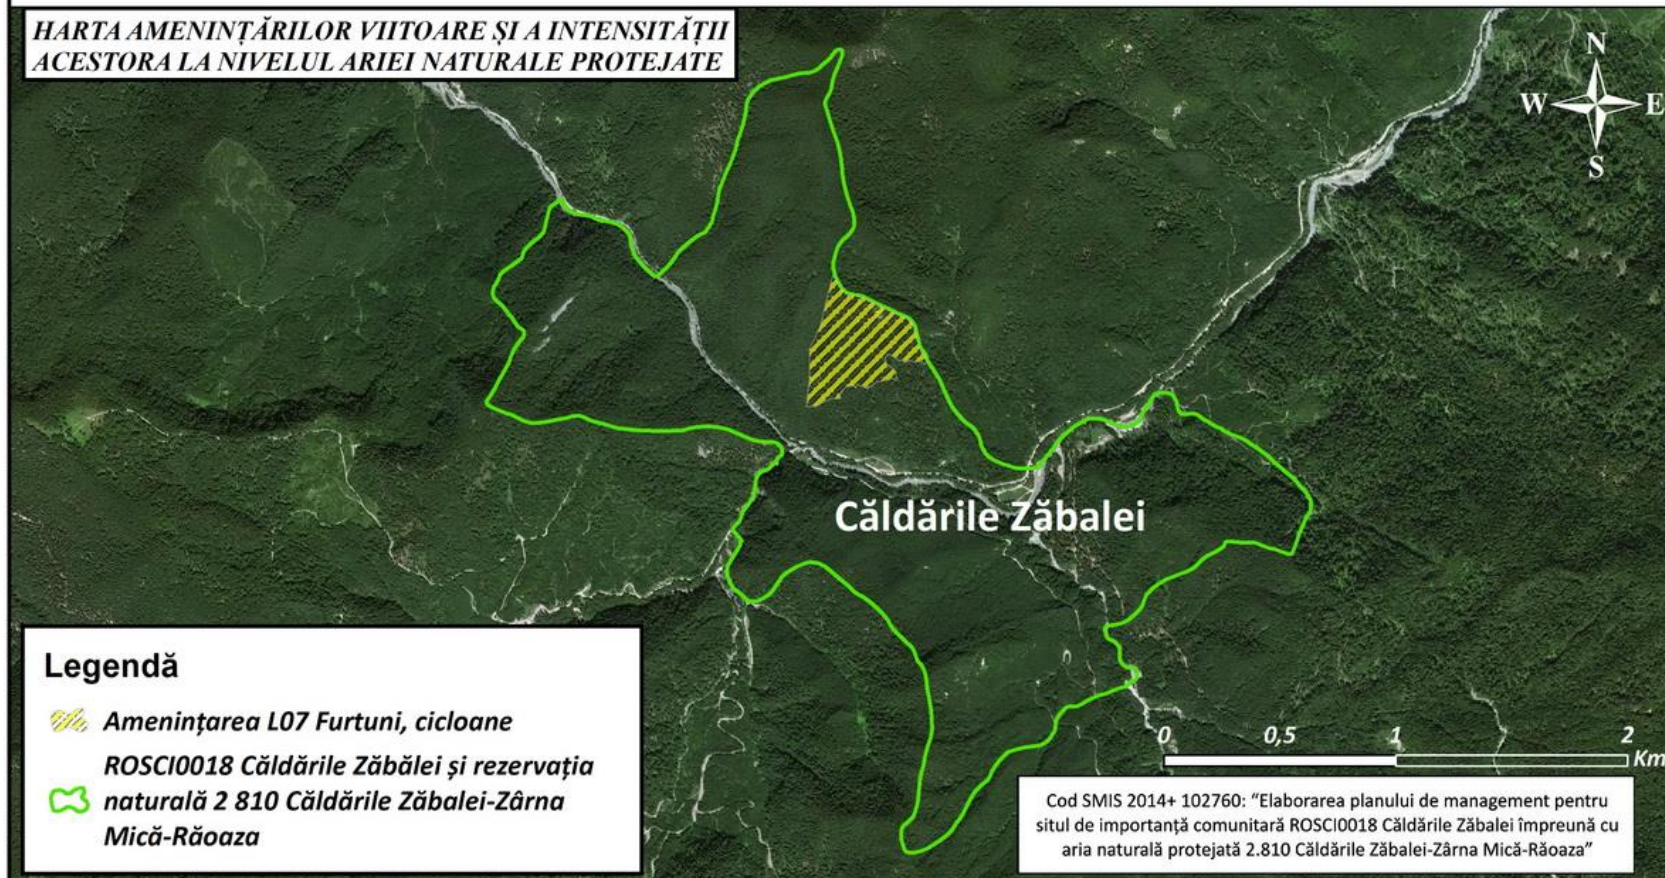 HARTA AMENINȚĂRILOR VIITOARE ȘI A INTENSITĂȚII
ACESTORA LA NIVELUL ARIEI NATURALE PROTEJATE
N
W E
S
Căldările Zăbalei
Legendă
Amenințarea L07 Furtuni, cicloane
ROSCI0018 Căldările Zăbălei și rezervația
naturală 2 810 Căldările Zăbalei-Zârna
Mică-Răoaza
0 0,5 1 2
Km
Cod SMIS 2014+ 102760: “Elaborarea planului de management pentru
situl de importanță comunitară ROSCI0018 Căldările Zăbalei împreună cu
aria naturală protejată 2.810 Căldările Zăbalei-Zârna Mică-Răoaza”